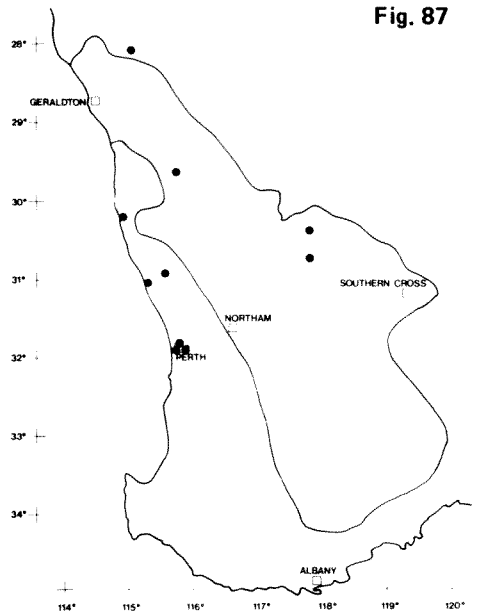 Fig. 87
28°
GERALDTON
29°
30°
31°
SOUTHERN CROSS
NORTHAM
32°
PERTH
33°
34°
ALBANY
114° 115° 116° 117° 118° 119° 120°